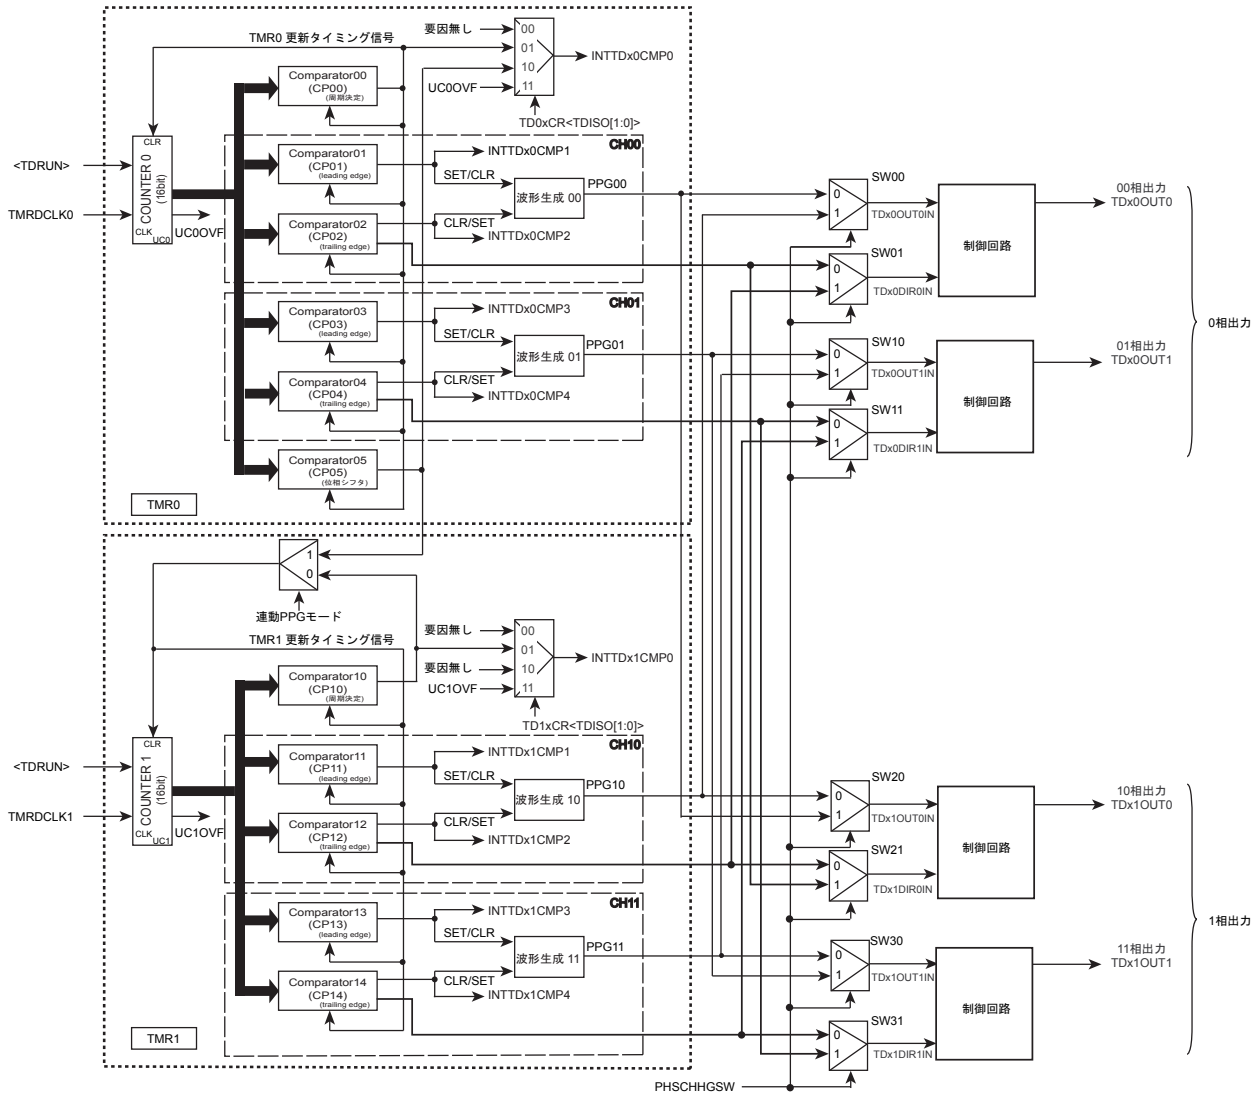 TMR0 更新タイミング信号
要因無し
00
01
10
11
UC0OVF
INTTDx0CMP0
TD0xCR<TDISO[1:0]>
Comparator00
(CP00)
(周期決定)
<TDRUN>
TMRDCLK0
CLR
COUNTER 0
(16bit)
CLK
UC0
UC0OVF
CH00
Comparator01
(CP01)
(leading edge)
INTTDx0CMP1
SET/CLR
波形生成 00
PPG00
Comparator02
(CP02)
(trailing edge)
CLR/SET
INTTDx0CMP2
CH01
Comparator03
(CP03)
(leading edge)
INTTDx0CMP3
SET/CLR
波形生成 01
PPG01
Comparator04
(CP04)
(trailing edge)
CLR/SET
INTTDx0CMP4
Comparator05
(CP05)
(位相シフタ)
TMR0
0
1
SW00
TDx0OUT0IN
0
1
SW01
TDx0DIR0IN
制御回路
00相出力
TDx0OUT0
0
1
SW10
TDx0OUT1IN
0
1
SW11
TDx0DIR1IN
制御回路
01相出力
TDx0OUT1
0相出力
1
0
連動PPGモード
TMR1 更新タイミング信号
要因無し
要因無し
UC1OVF
00
01
10
11
INTTDx1CMP0
TD1xCR<TDISO[1:0]>
Comparator10
(CP10)
(周期決定)
<TDRUN>
TMRDCLK1
CLR
COUNTER 1
(16bit)
CLK
UC1
UC1OVF
CH10
Comparator11
(CP11)
(leading edge)
INTTDx1CMP1
SET/CLR
波形生成 10
PPG10
Comparator12
(CP12)
(trailing edge)
CLR/SET
INTTDx1CMP2
CH11
Comparator13
(CP13)
(leading edge)
INTTDx1CMP3
SET/CLR
波形生成 11
PPG11
Comparator14
(CP14)
(trailing edge)
CLR/SET
INTTDx1CMP4
TMR1
0
1
SW20
TDx1OUT0IN
0
1
SW21
TDx1DIR0IN
制御回路
10相出力
TDx1OUT0
0
1
SW30
TDx1OUT1IN
0
1
SW31
TDx1DIR1IN
制御回路
11相出力
TDx1OUT1
1相出力
PHSCHHGSW